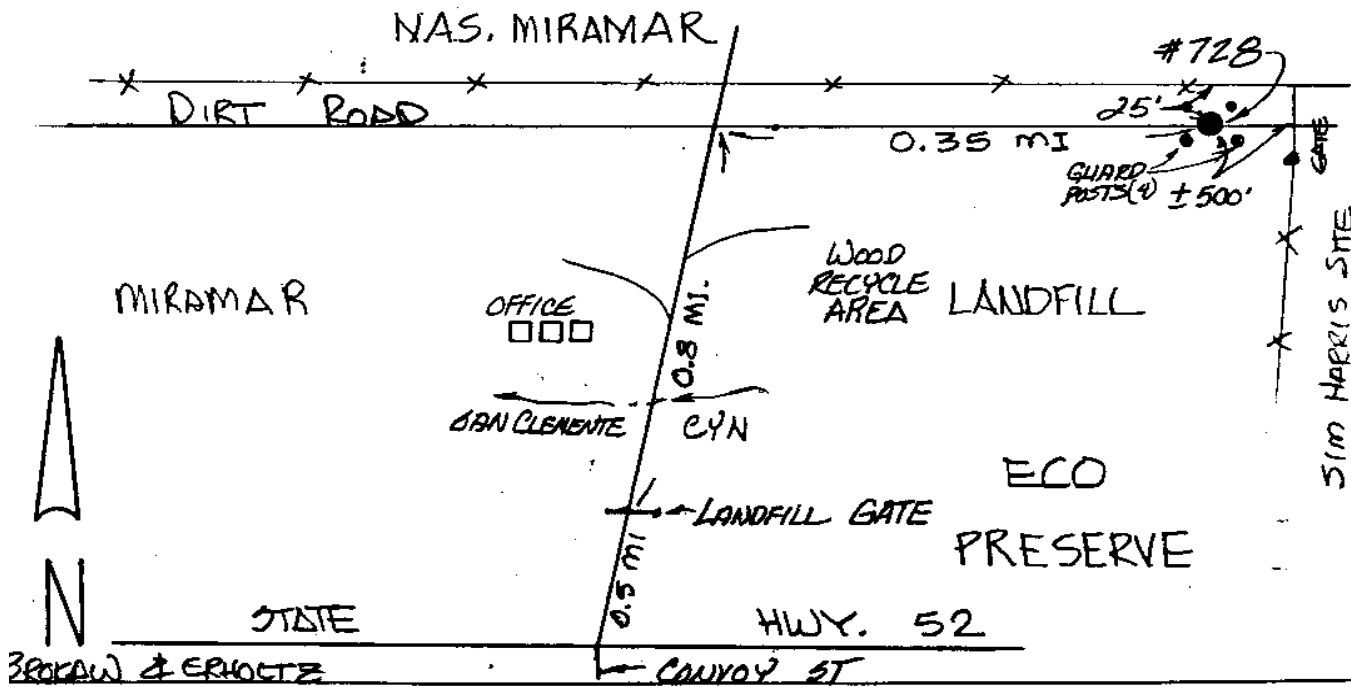 NAS. MIRAMAR
#728
DIRT ROAD
25'
0.35 MI
GATE
GUARD
POSTS(4) ±500'
SIM HARRIS SITE
WOOD
RECYCLE
AREA
MIRAMAR
OFFICE
LANDFILL
0.8 MI.
SAN CLEMENTE CYN
ECO
PRESERVE
LANDFILL GATE
0.5 MI
N
STATE HWY. 52
BROKAW & ERHOLTZ
CONVOY ST